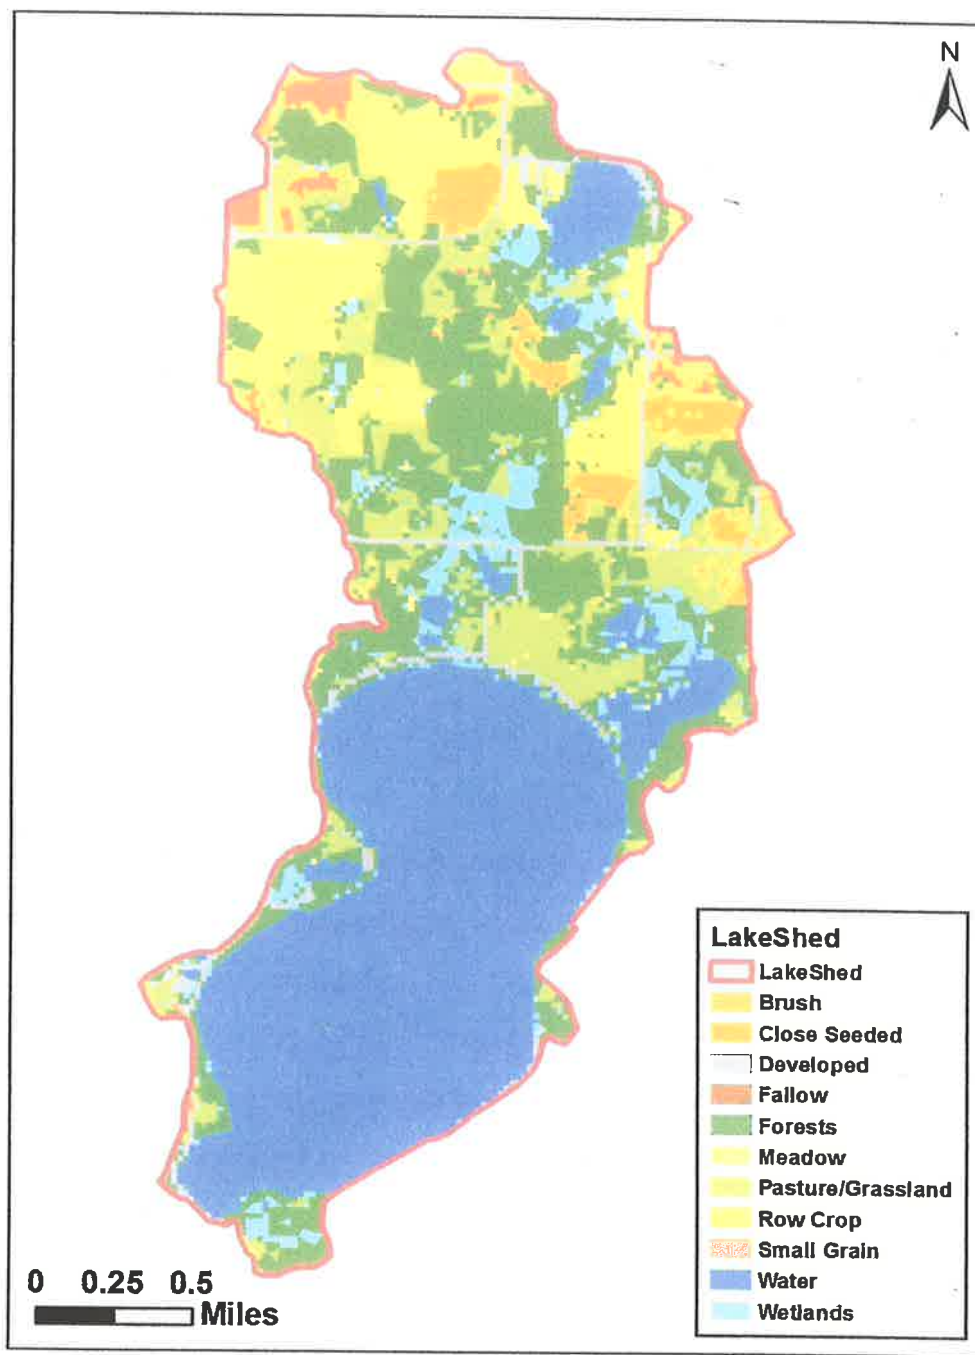 N
LakeShed
LakeShed
Brush
Close Seeded
Developed
Fallow
Forests
Meadow
Pasture/Grassland
Row Crop
Small Grain
Water
Wetlands
0 0.25 0.5
Miles